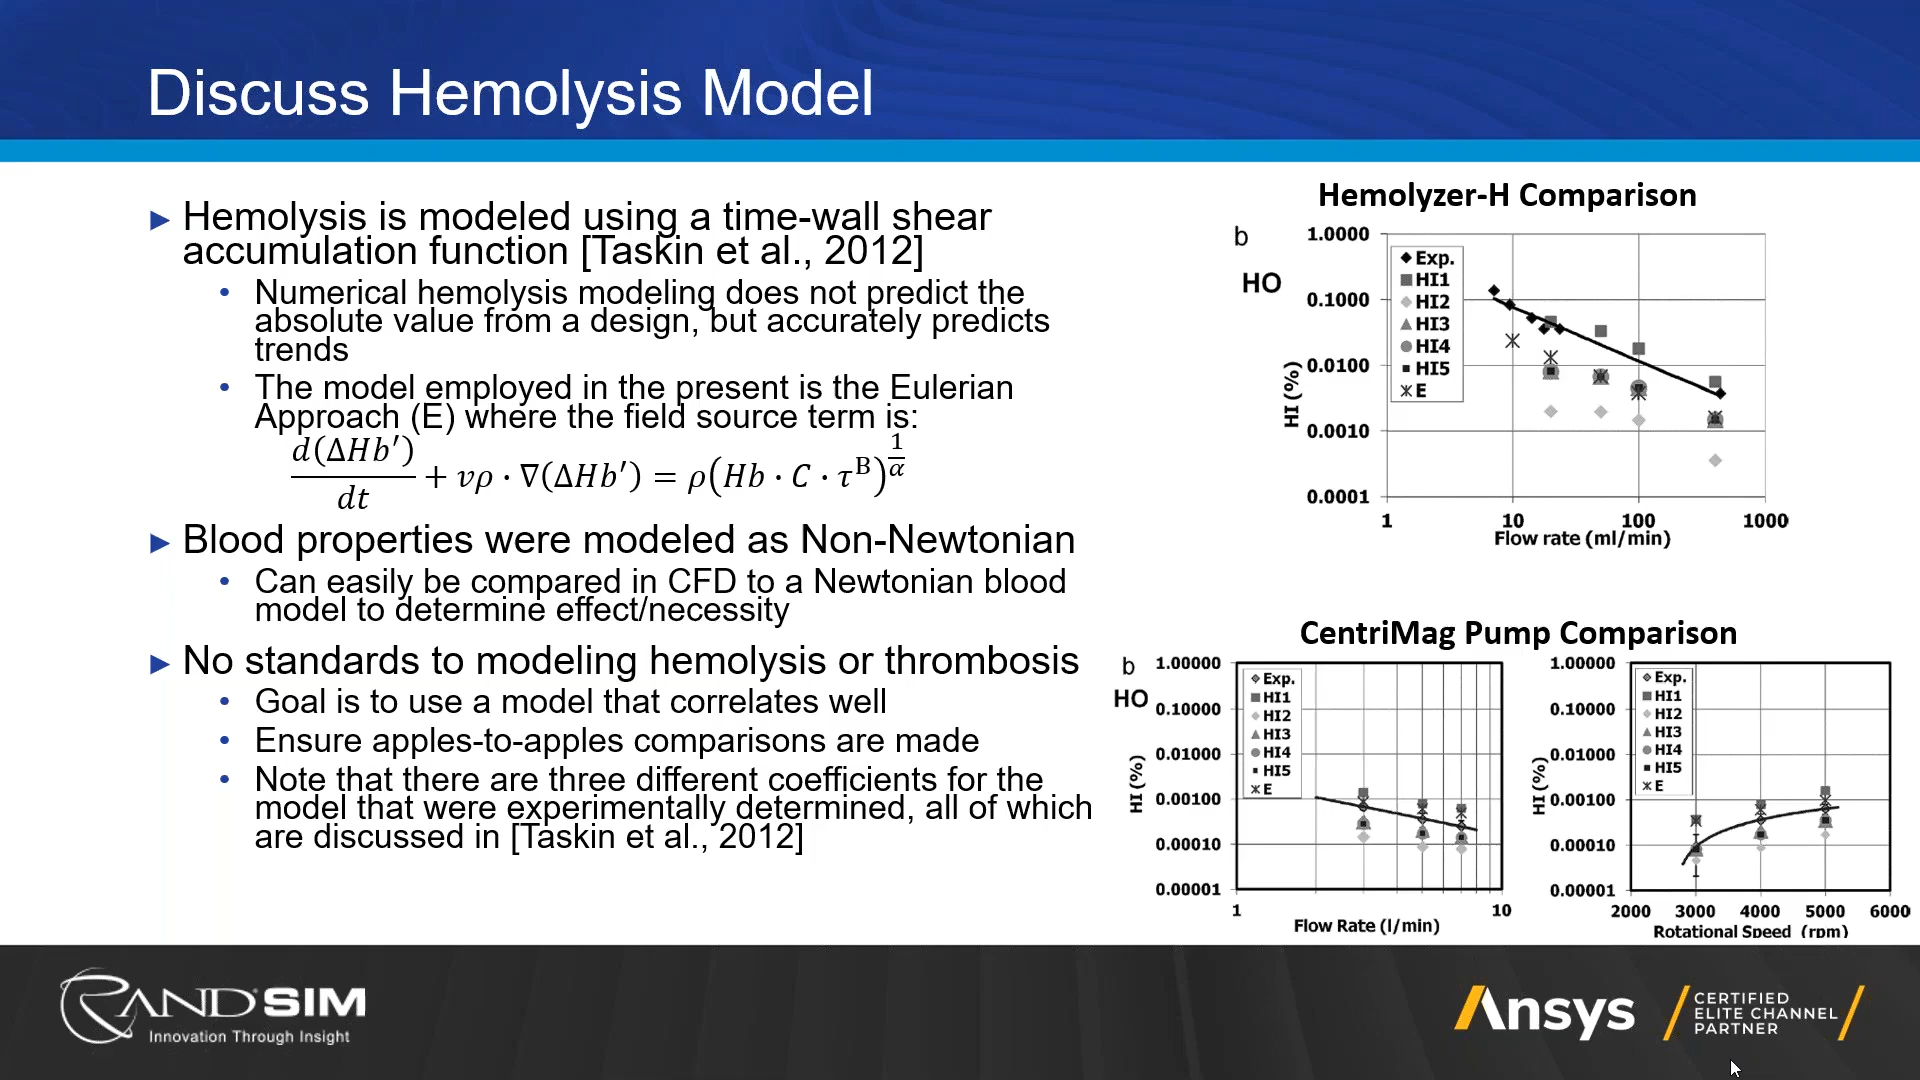 Discuss Hemolysis Model
► Hemolysis is modeled using a time-wall shear
accumulation function [Taskin et al., 2012]
• Numerical hemolysis modeling does not predict the
absolute value from a design, but accurately predicts
trends
• The model employed in the present is the Eulerian
Approach (E) where the field source term is:
d(ΔHb′)/dt + vρ · ∇(ΔHb′) = ρ(Hb · C · τ^B)^(1/α)
► Blood properties were modeled as Non-Newtonian
• Can easily be compared in CFD to a Newtonian blood
model to determine effect/necessity
► No standards to modeling hemolysis or thrombosis
• Goal is to use a model that correlates well
• Ensure apples-to-apples comparisons are made
• Note that there are three different coefficients for the
model that were experimentally determined, all of which
are discussed in [Taskin et al., 2012]
Hemolyzer-H Comparison
b
HO
HI (%)
1.0000
0.1000
0.0100
0.0010
0.0001
Exp.
HI1
HI2
HI3
HI4
HI5
E
1 10 100 1000
Flow rate (ml/min)
CentriMag Pump Comparison
b
HO
HI (%)
1.00000
0.10000
0.01000
0.00100
0.00010
0.00001
Exp.
HI1
HI2
HI3
HI4
HI5
E
1 10
Flow Rate (l/min)
HI (%)
1.00000
0.10000
0.01000
0.00100
0.00010
0.00001
Exp.
HI1
HI2
HI3
HI4
HI5
E
2000 3000 4000 5000 6000
Rotational Speed (rpm)
RAND SIM
Innovation Through Insight
Ansys
CERTIFIED
ELITE CHANNEL
PARTNER